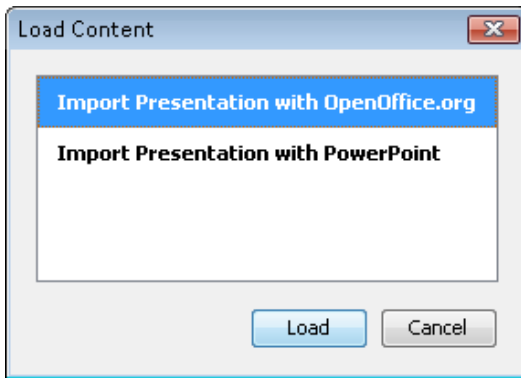 Load Content
Import Presentation with OpenOffice.org
Import Presentation with PowerPoint
Load Cancel